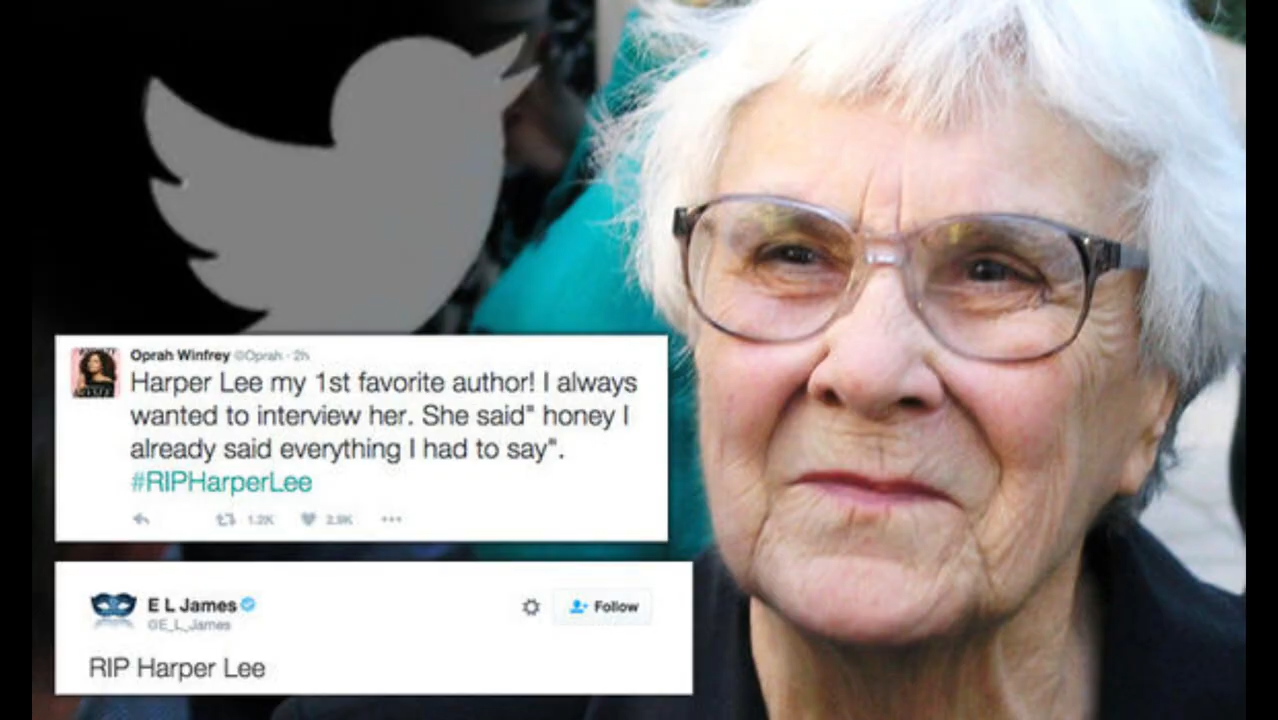 Oprah Winfrey @Oprah · 2h
Harper Lee my 1st favorite author! I always
wanted to interview her. She said" honey I
already said everything I had to say".
#RIPHarperLee
1.2K 2.9K
E L James
@E_L_James
Follow
RIP Harper Lee